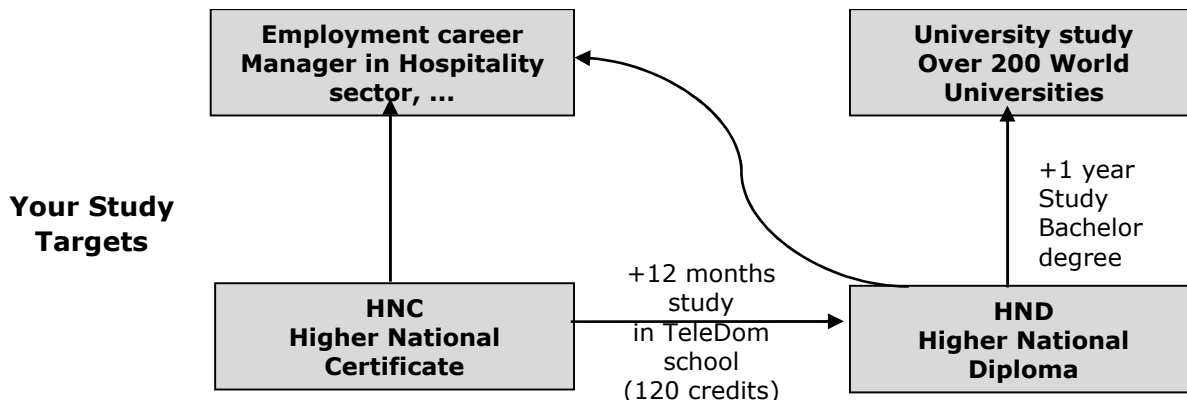 Employment career
Manager in Hospitality
sector, ...
University study
Over 200 World
Universities
Your Study
Targets
+1 year
Study
Bachelor
degree
HNC
Higher National
Certificate
+12 months
study
in TeleDom
school
(120 credits)
HND
Higher National
Diploma